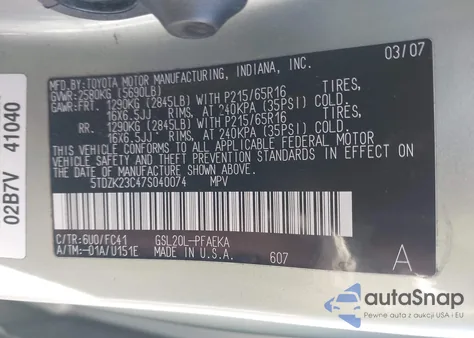 MFD. BY: TOYOTA MOTOR MANUFACTURING, INDIANA, INC. 03/07
GVWR: 2580KG (5690LB)
GAWR: FRT. 1290KG (2845LB) WITH P215/65R16 TIRES,
16X6.5JJ RIMS, AT 240KPA (35PSI) COLD.
RR. 1290KG (2845LB) WITH P215/65R16 TIRES,
16X6.5JJ RIMS, AT 240KPA (35PSI) COLD.
THIS VEHICLE CONFORMS TO ALL APPLICABLE FEDERAL MOTOR
VEHICLE SAFETY STANDARDS IN EFFECT ON THE
DATE OF MANUFACTURE SHOWN ABOVE.
5TDZK23C47S040074 MPV
C/TR: 6U0/FC41 GSL20L-PFAEKA
A/TM: -01A/U151E MADE IN U.S.A. 607 A
02B7V 41040
autoSnap
Pewne auta z aukcji USA i EU